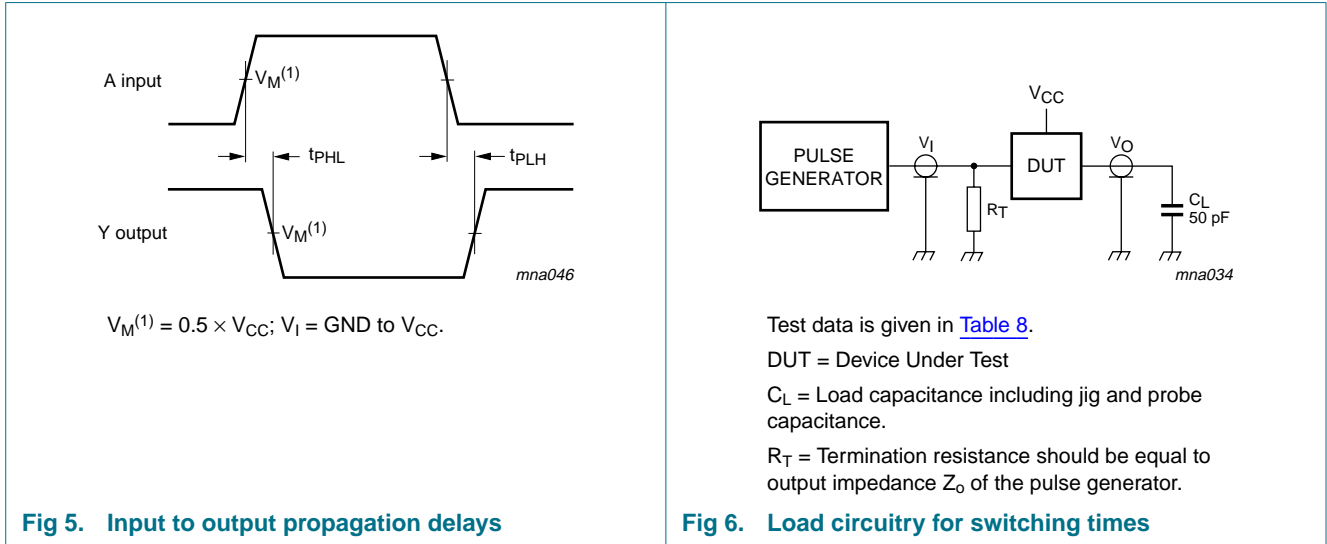 A input
V_M^(1)
t_PHL
t_PLH
Y output
V_M^(1)
mna046
V_M^(1) = 0.5 × V_CC; V_I = GND to V_CC.
Fig 5. Input to output propagation delays
V_CC
PULSE
GENERATOR
V_I
DUT
V_O
R_T
C_L
50 pF
mna034
Test data is given in Table 8.
DUT = Device Under Test
C_L = Load capacitance including jig and probe
capacitance.
R_T = Termination resistance should be equal to
output impedance Z_o of the pulse generator.
Fig 6. Load circuitry for switching times